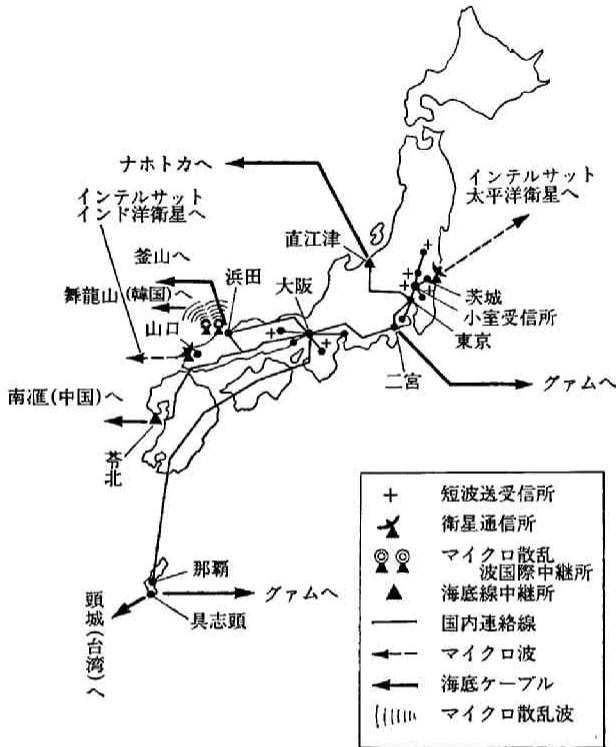 ナホトカへ
インテルサット
インド洋衛星へ
インテルサット
太平洋衛星へ
直江津
釜山へ
浜田
大阪
舞龍山(韓国)へ
山口
茨城
小室受信所
東京
二宮
グァムへ
南滙(中国)へ
苓北
那覇
グァムへ
具志頭
頭城(台湾)へ
短波送受信所
衛星通信所
マイクロ散乱
波国際中継所
海底線中継所
国内連絡線
マイクロ波
海底ケーブル
マイクロ散乱波